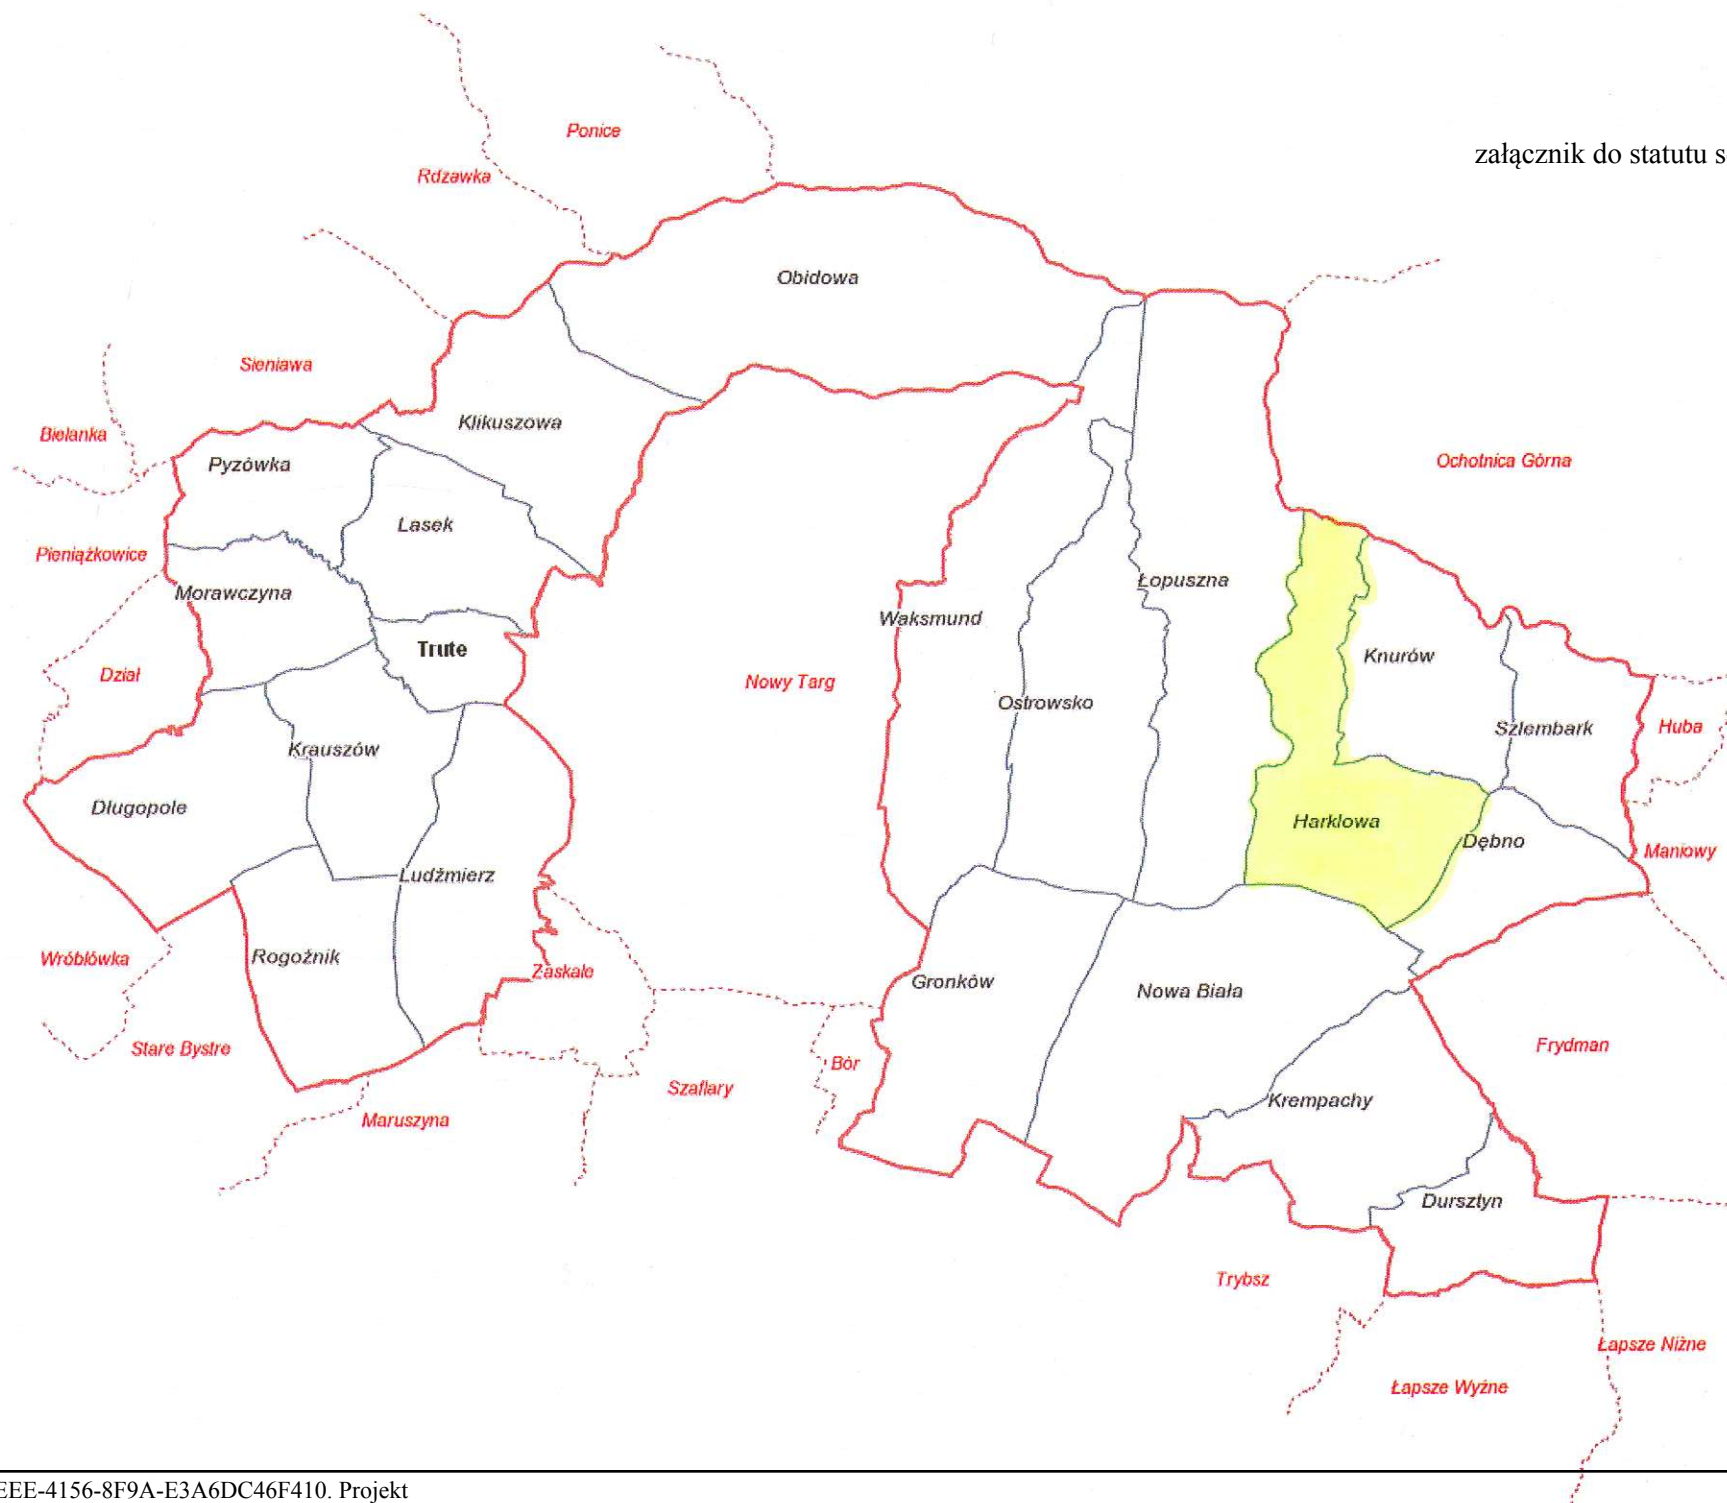 Ponice
załącznik do statutu s
Rdzawka
Obidowa
Sieniawa
Klikuszowa
Bielanka
Pyzówka
Ochotnica Górna
Lasek
Pieniążkowice
Łopuszna
Morawczyna
Waksmund
Trute
Knurów
Dział
Nowy Targ
Ostrowsko
Szlembark
Huba
Krauszów
Długopole
Harklowa
Dębno
Maniowy
Ludźmierz
Wróblówka
Rogoźnik
Zaskale
Gronków
Nowa Biała
Stare Bystre
Frydman
Bór
Szaflary
Krempachy
Maruszyna
Dursztyn
Trybsz
Łapsze Niżne
Łapsze Wyżne
EEE-4156-8F9A-E3A6DC46F410. Projekt